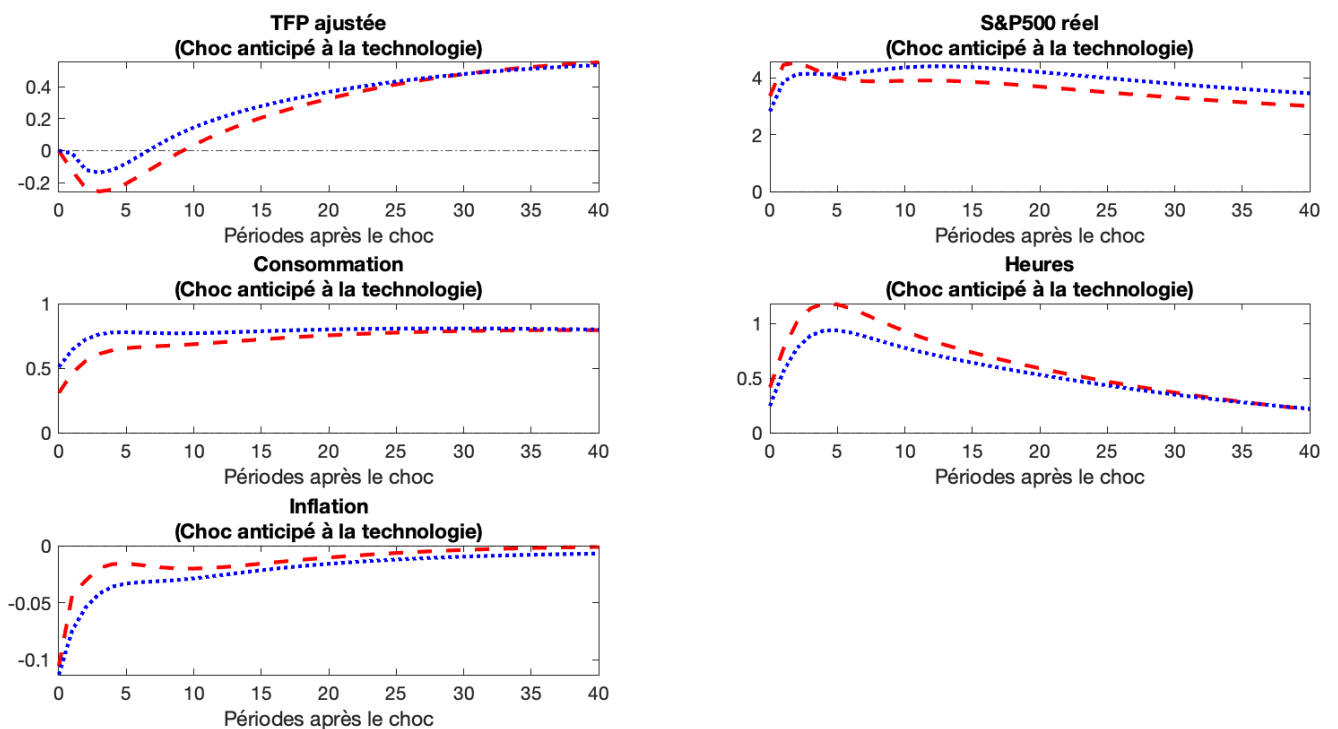 TFP ajustée
(Choc anticipé à la technologie)
0.4
0.2
0
-0.2
0 5 10 15 20 25 30 35 40
Périodes après le choc
S&P500 réel
(Choc anticipé à la technologie)
4
2
0
0 5 10 15 20 25 30 35 40
Périodes après le choc
Consommation
(Choc anticipé à la technologie)
1
0.5
0
0 5 10 15 20 25 30 35 40
Périodes après le choc
Heures
(Choc anticipé à la technologie)
1
0.5
0
0 5 10 15 20 25 30 35 40
Périodes après le choc
Inflation
(Choc anticipé à la technologie)
0
-0.05
-0.1
0 5 10 15 20 25 30 35 40
Périodes après le choc